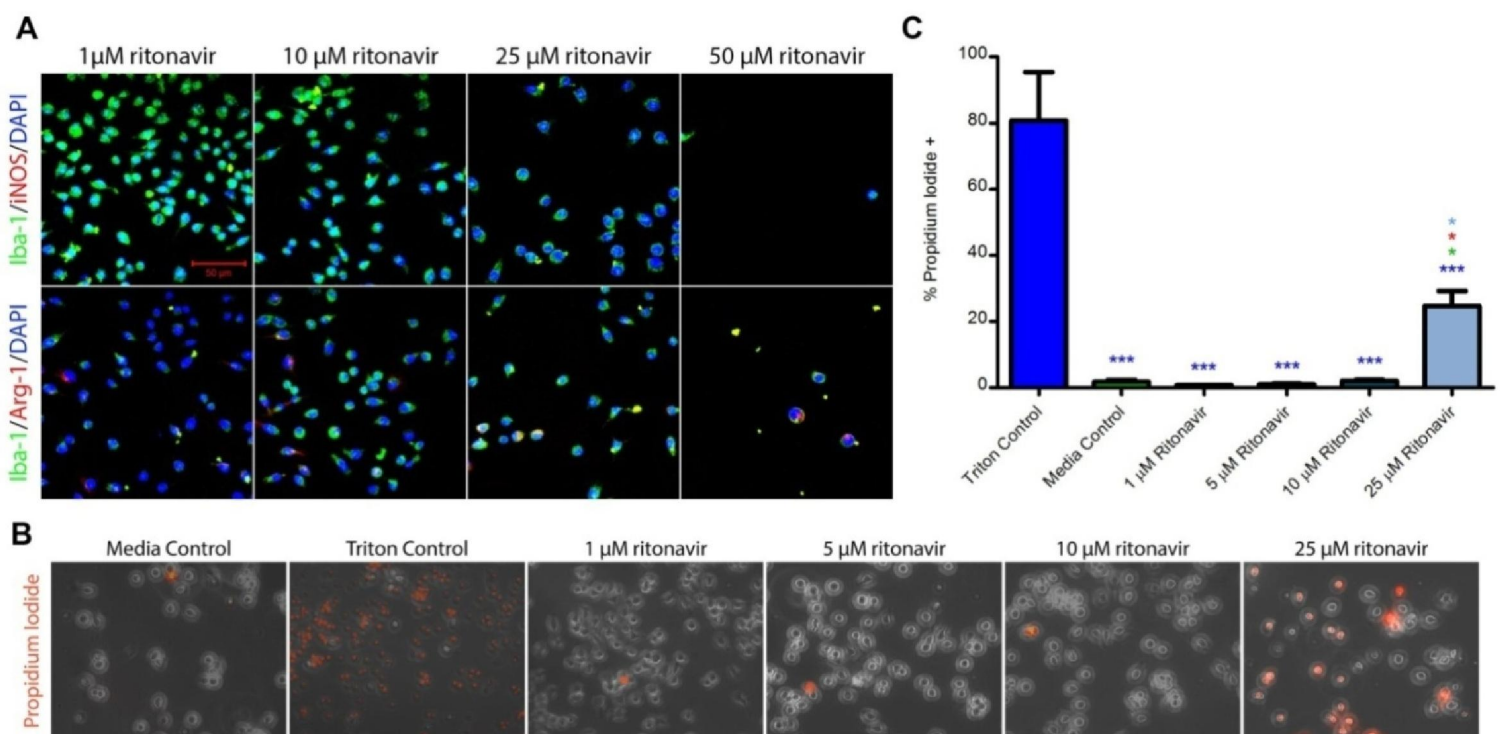 A
1µM ritonavir
10 µM ritonavir
25 µM ritonavir
50 µM ritonavir
Iba-1/iNOS/DAPI
50 µm
Iba-1/Arg-1/DAPI
C
% Propidium Iodide +
100
80
60
40
20
0
*
*
*
***
***
***
***
***
Triton Control
Media Control
1 µM Ritonavir
5 µM Ritonavir
10 µM Ritonavir
25 µM Ritonavir
B
Media Control
Triton Control
1 µM ritonavir
5 µM ritonavir
10 µM ritonavir
25 µM ritonavir
Propidium Iodide